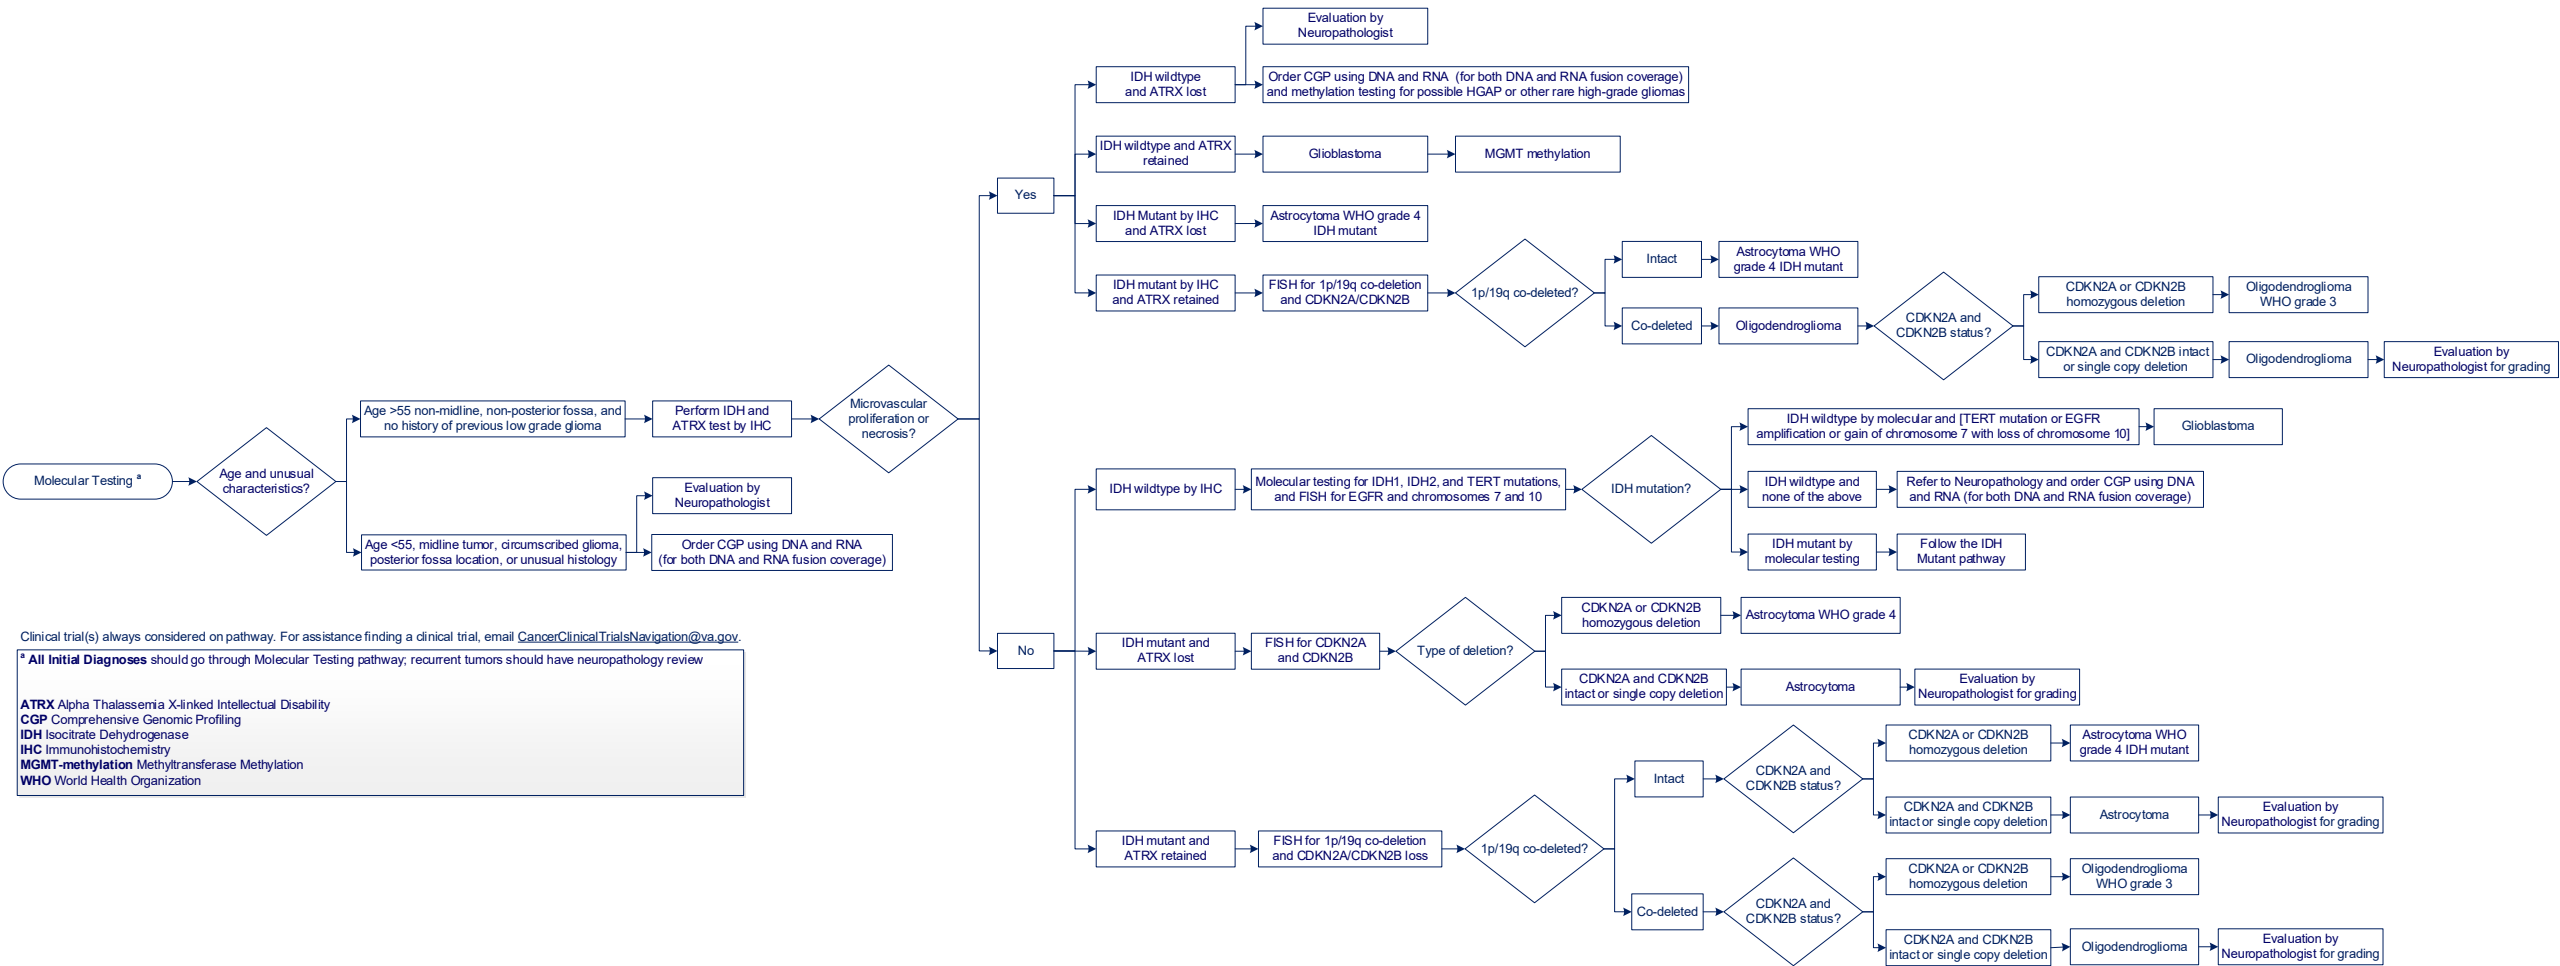 Molecular Testing ª
Age and unusual
characteristics?
Age >55 non-midline, non-posterior fossa, and
no history of previous low grade glioma
Perform IDH and
ATRX test by IHC
Microvascular
proliferation or
necrosis?
Age <55, midline tumor, circumscribed glioma,
posterior fossa location, or unusual histology
Evaluation by
Neuropathologist
Order CGP using DNA and RNA
(for both DNA and RNA fusion coverage)
Yes
IDH wildtype
and ATRX lost
Evaluation by
Neuropathologist
Order CGP using DNA and RNA (for both DNA and RNA fusion coverage)
and methylation testing for possible HGAP or other rare high-grade gliomas
IDH wildtype and ATRX
retained
Glioblastoma
MGMT methylation
IDH Mutant by IHC
and ATRX lost
Astrocytoma WHO grade 4
IDH mutant
IDH mutant by IHC
and ATRX retained
FISH for 1p/19q co-deletion
and CDKN2A/CDKN2B
1p/19q co-deleted?
Intact
Astrocytoma WHO
grade 4 IDH mutant
Co-deleted
Oligodendroglioma
CDKN2A and
CDKN2B status?
CDKN2A or CDKN2B
homozygous deletion
Oligodendroglioma
WHO grade 3
CDKN2A and CDKN2B intact
or single copy deletion
Oligodendroglioma
Evaluation by
Neuropathologist for grading
No
IDH wildtype by IHC
Molecular testing for IDH1, IDH2, and TERT mutations,
and FISH for EGFR and chromosomes 7 and 10
IDH mutation?
IDH wildtype by molecular and [TERT mutation or EGFR
amplification or gain of chromosome 7 with loss of chromosome 10]
Glioblastoma
IDH wildtype and
none of the above
Refer to Neuropathology and order CGP using DNA
and RNA (for both DNA and RNA fusion coverage)
IDH mutant by
molecular testing
Follow the IDH
Mutant pathway
IDH mutant and
ATRX lost
FISH for CDKN2A
and CDKN2B
Type of deletion?
CDKN2A or CDKN2B
homozygous deletion
Astrocytoma WHO grade 4
CDKN2A and CDKN2B
intact or single copy deletion
Astrocytoma
Evaluation by
Neuropathologist for grading
IDH mutant and
ATRX retained
FISH for 1p/19q co-deletion
and CDKN2A/CDKN2B loss
1p/19q co-deleted?
Intact
CDKN2A and
CDKN2B status?
CDKN2A or CDKN2B
homozygous deletion
Astrocytoma WHO
grade 4 IDH mutant
CDKN2A and CDKN2B
intact or single copy deletion
Astrocytoma
Evaluation by
Neuropathologist for grading
Co-deleted
CDKN2A and
CDKN2B status?
CDKN2A or CDKN2B
homozygous deletion
Oligodendroglioma
WHO grade 3
CDKN2A and CDKN2B
intact or single copy deletion
Oligodendroglioma
Evaluation by
Neuropathologist for grading
Clinical trial(s) always considered on pathway. For assistance finding a clinical trial, email CancerClinicalTrialsNavigation@va.gov.
ª All Initial Diagnoses should go through Molecular Testing pathway; recurrent tumors should have neuropathology review
ATRX Alpha Thalassemia X-linked Intellectual Disability
CGP Comprehensive Genomic Profiling
IDH Isocitrate Dehydrogenase
IHC Immunohistochemistry
MGMT-methylation Methyltransferase Methylation
WHO World Health Organization